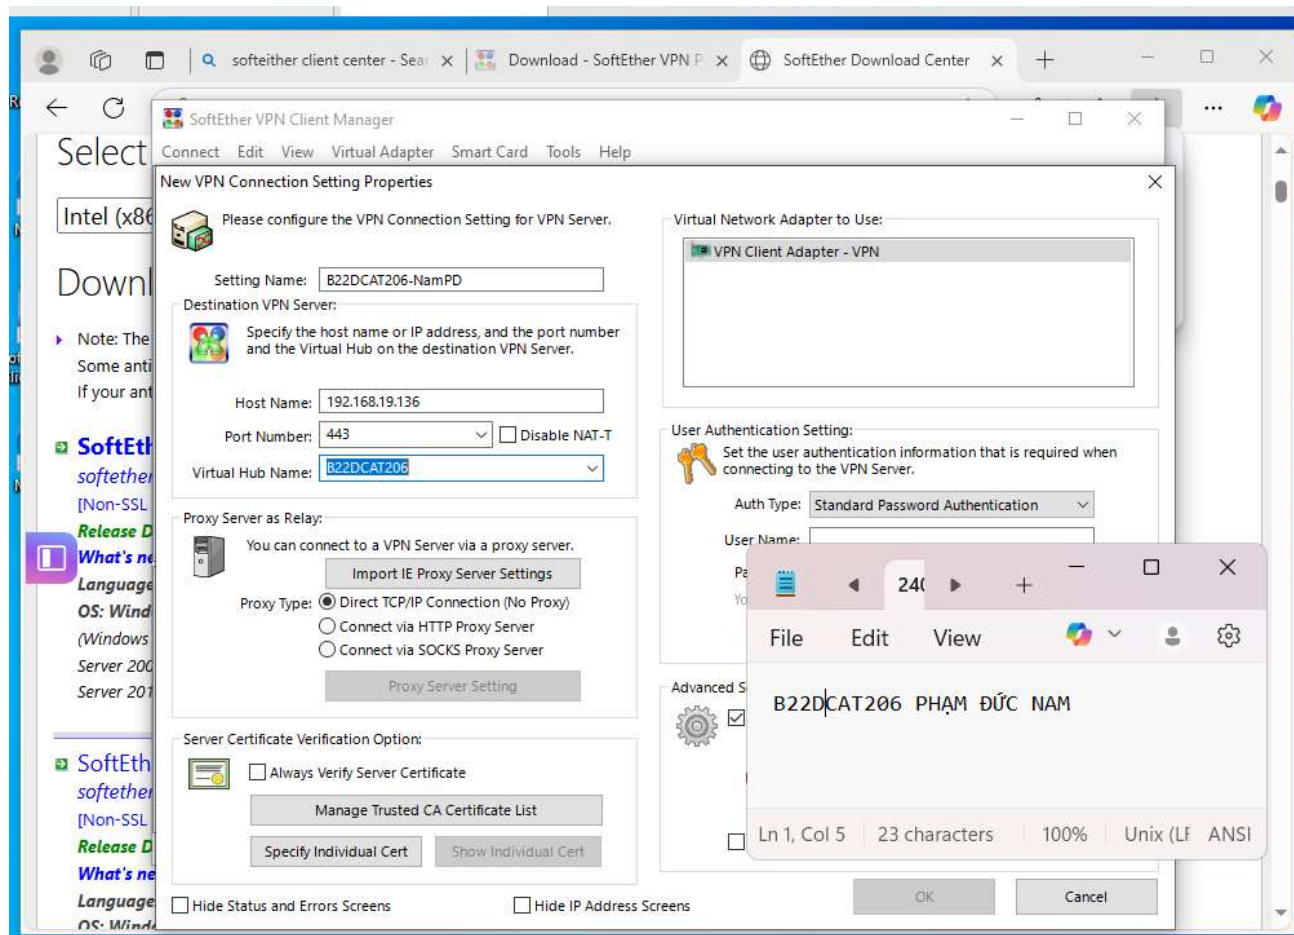 softeither client center - Sea
Download - SoftEther VPN P
SoftEther Download Center
SoftEther VPN Client Manager
Connect Edit View Virtual Adapter Smart Card Tools Help
Select
Intel (x86
Downl
Note: The
Some anti
If your ant
SoftEth
softether
[Non-SSL
Release D
What's ne
Language
OS: Wind
(Windows
Server 200
Server 201
SoftEth
softether
[Non-SSL
Release D
What's ne
Language
OS: Windo
New VPN Connection Setting Properties
Please configure the VPN Connection Setting for VPN Server.
Setting Name: B22DCAT206-NamPD
Destination VPN Server:
Specify the host name or IP address, and the port number
and the Virtual Hub on the destination VPN Server.
Host Name: 192.168.19.136
Port Number: 443 Disable NAT-T
Virtual Hub Name: B22DCAT206
Proxy Server as Relay:
You can connect to a VPN Server via a proxy server.
Import IE Proxy Server Settings
Proxy Type: Direct TCP/IP Connection (No Proxy)
Connect via HTTP Proxy Server
Connect via SOCKS Proxy Server
Proxy Server Setting
Server Certificate Verification Option:
Always Verify Server Certificate
Manage Trusted CA Certificate List
Specify Individual Cert Show Individual Cert
Hide Status and Errors Screens Hide IP Address Screens
Virtual Network Adapter to Use:
VPN Client Adapter - VPN
User Authentication Setting:
Set the user authentication information that is required when
connecting to the VPN Server.
Auth Type: Standard Password Authentication
User Name:
Pa
Yo
Advanced S
OK Cancel
240
File Edit View
B22DCAT206 PHẠM ĐỨC NAM
Ln 1, Col 5 23 characters 100% Unix (LF ANSI